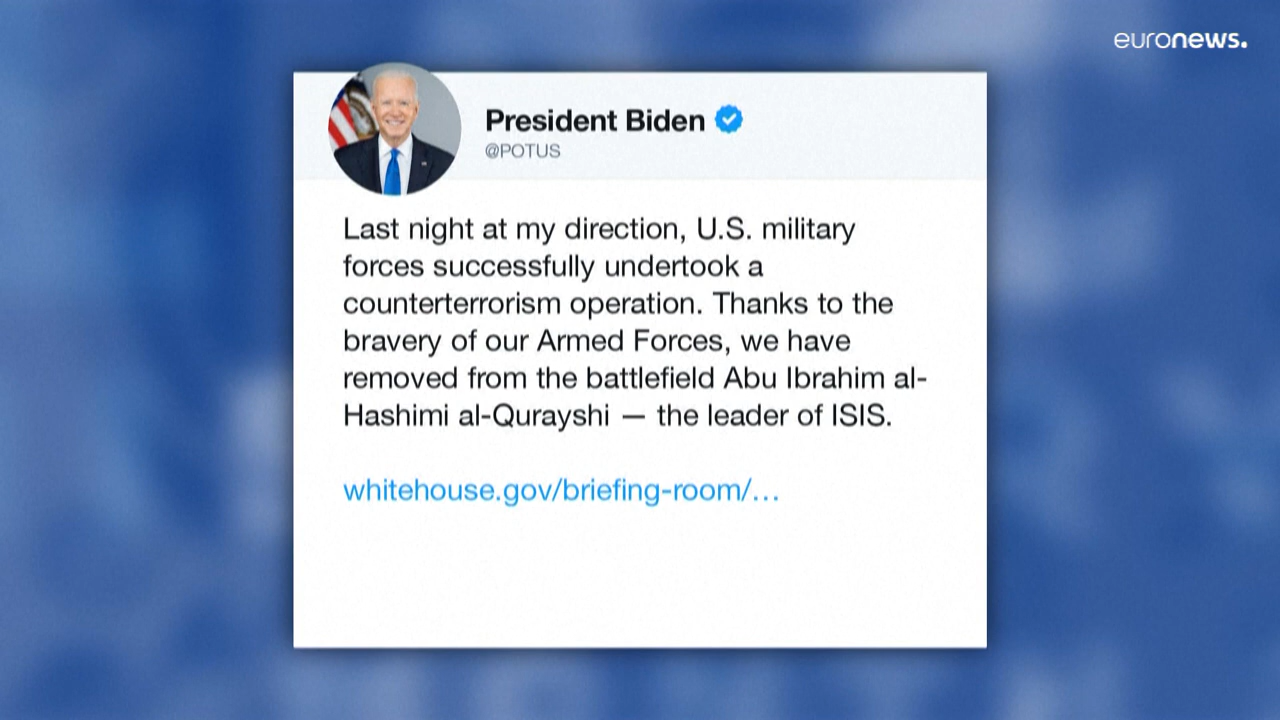 euronews.
President Biden
@POTUS
Last night at my direction, U.S. military
forces successfully undertook a
counterterrorism operation. Thanks to the
bravery of our Armed Forces, we have
removed from the battlefield Abu Ibrahim al-
Hashimi al-Qurayshi — the leader of ISIS.
whitehouse.gov/briefing-room/…